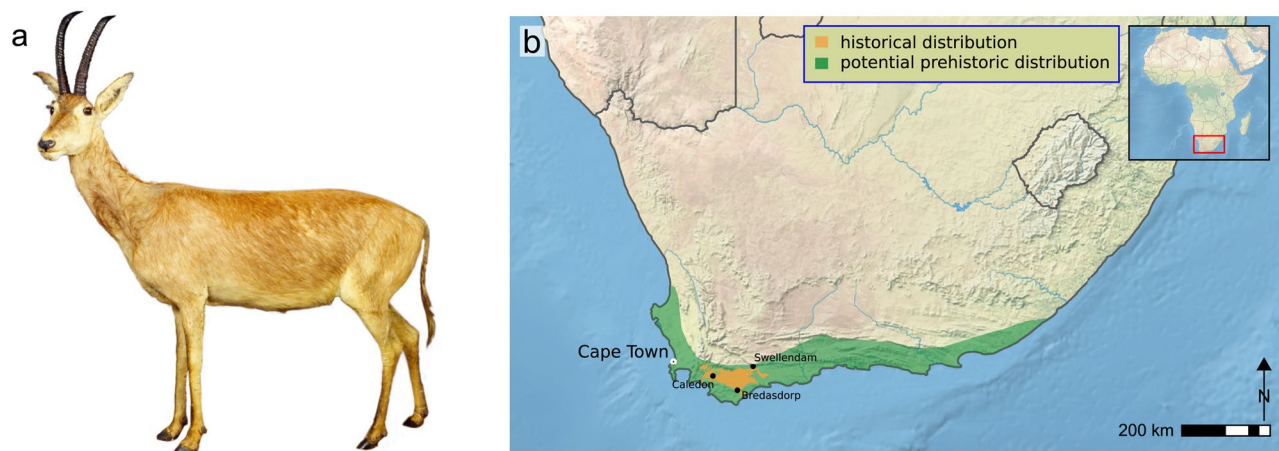 a
b
historical distribution
potential prehistoric distribution
Cape Town
Swellendam
Caledon
Bredasdorp
N
200 km